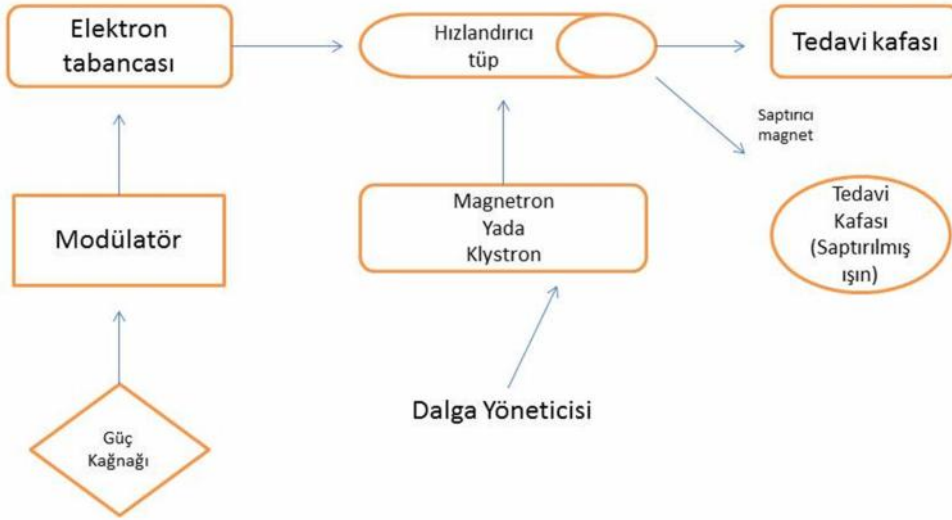 Elektron
tabancası
Hızlandırıcı
tüp
Tedavi kafası
Saptırıcı
magnet
Modülatör
Magnetron
Yada
Klystron
Tedavi
Kafası
(Saptırılmış
ışın)
Dalga Yöneticisi
Güç
Kağnağı